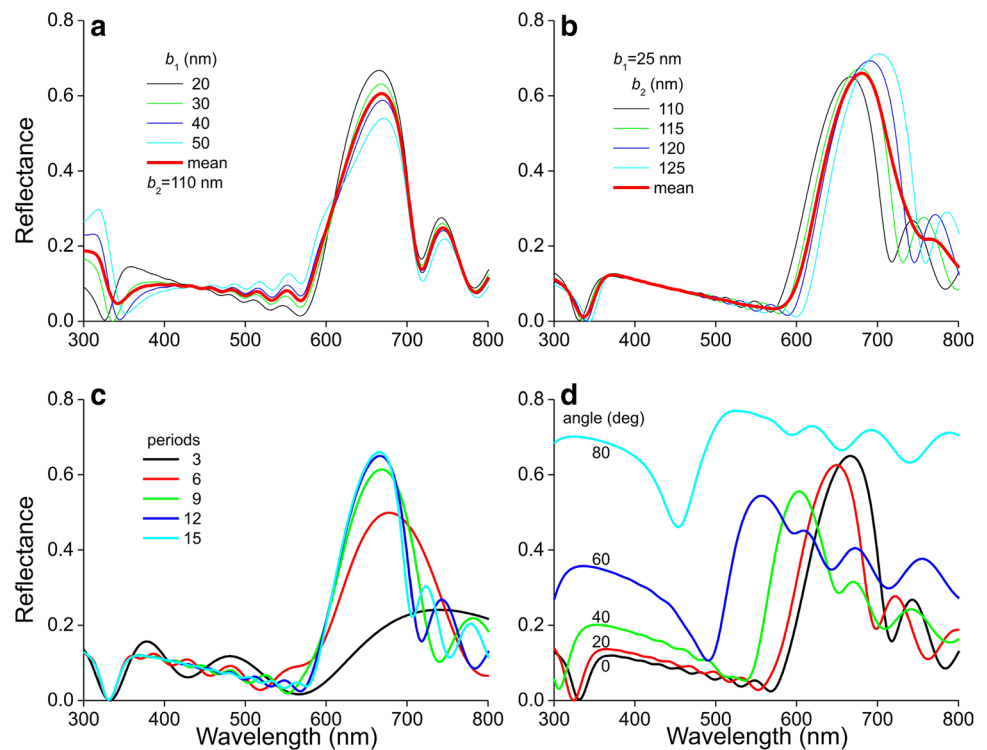 a
b₁ (nm)
20
30
40
50
mean
b₂=110 nm
Reflectance
0.8
0.6
0.4
0.2
0.0
300 400 500 600 700 800
b
b₁=25 nm
b₂ (nm)
110
115
120
125
mean
0.8
0.6
0.4
0.2
0.0
300 400 500 600 700 800
c
periods
3
6
9
12
15
Reflectance
0.8
0.6
0.4
0.2
0.0
300 400 500 600 700 800
Wavelength (nm)
d
angle (deg)
80
60
40
20
0
0.8
0.6
0.4
0.2
0.0
300 400 500 600 700 800
Wavelength (nm)